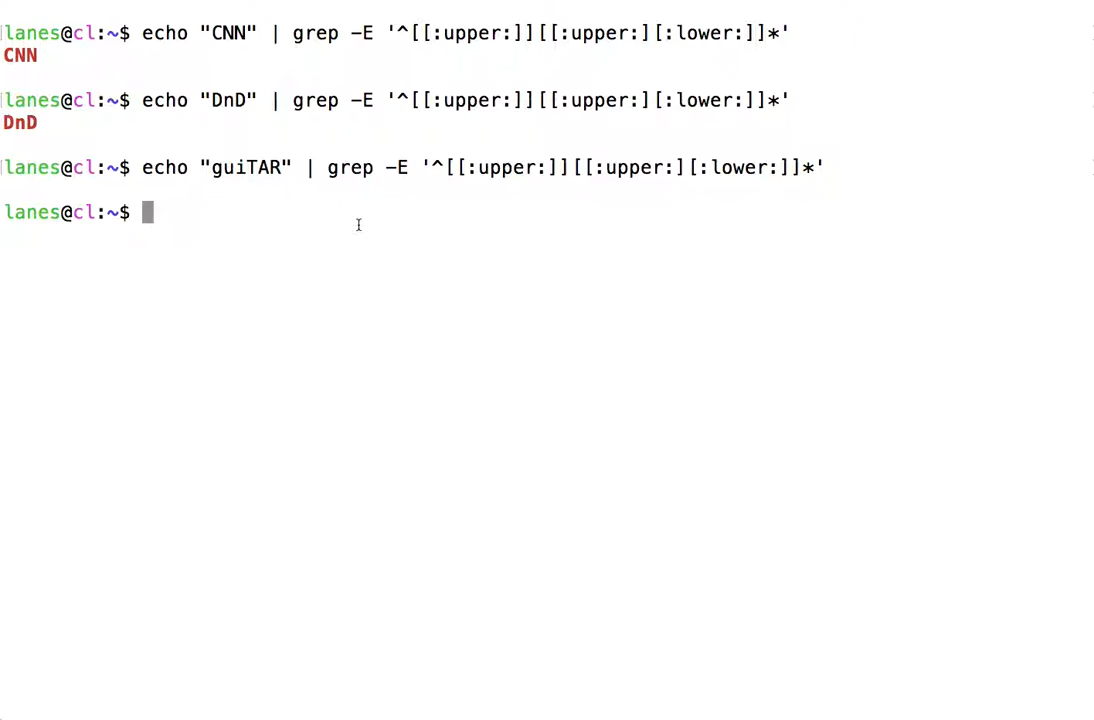 lanes@cl:~$ echo "CNN" | grep -E '^[[:upper:]][[:upper:][:lower:]]*'
CNN
lanes@cl:~$ echo "DnD" | grep -E '^[[:upper:]][[:upper:][:lower:]]*'
DnD
lanes@cl:~$ echo "guiTAR" | grep -E '^[[:upper:]][[:upper:][:lower:]]*'
lanes@cl:~$